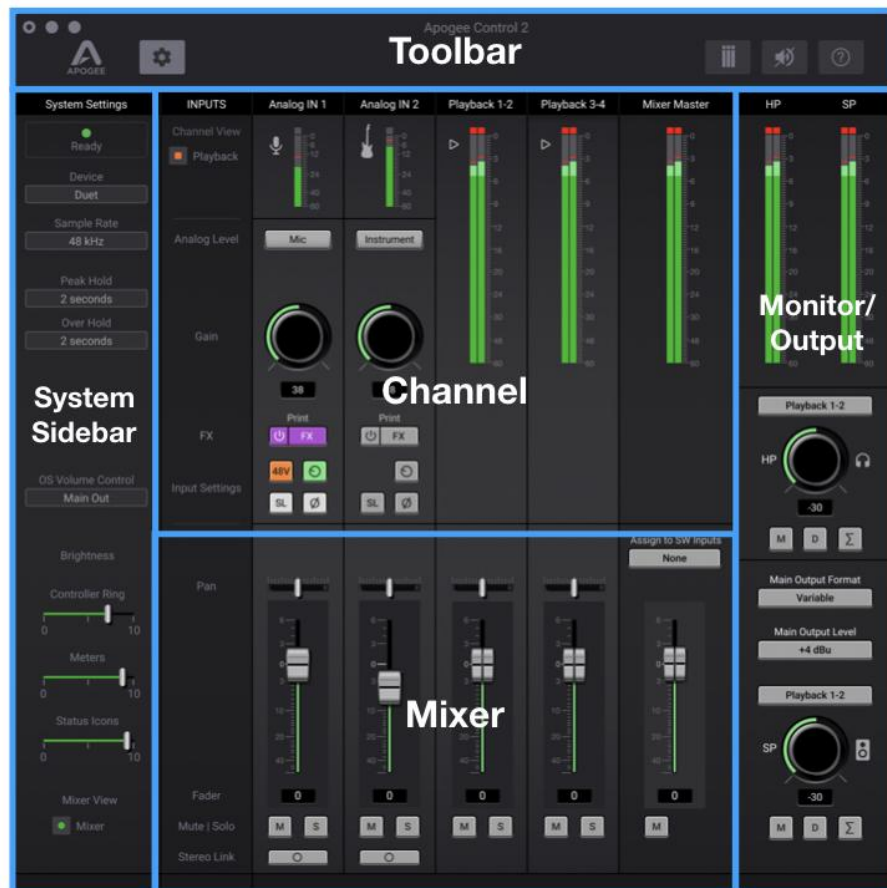 Apogee Control 2
Toolbar
APOGEE
System Settings
Ready
Device
Duet
Sample Rate
48 kHz
Peak Hold
2 seconds
Over Hold
2 seconds
System
Sidebar
OS Volume Control
Main Out
Brightness
Controller Ring
0 10
Meters
0 10
Status Icons
0 10
Mixer View
Mixer
INPUTS Analog IN 1 Analog IN 2 Playback 1-2 Playback 3-4 Mixer Master
Channel View
Playback
Analog Level Mic Instrument
Gain
38
Channel
Print Print
FX FX FX
48V
Input Settings
SL Ø SL Ø
Assign to SW Inputs
None
Pan
Mixer
Fader 0 0 0 0 0
Mute | Solo M S M S M S M S M
Stereo Link
HP SP
Monitor/
Output
Playback 1-2
HP
-30
M D Σ
Main Output Format
Variable
Main Output Level
+4 dBu
Playback 1-2
SP
-30
M D Σ